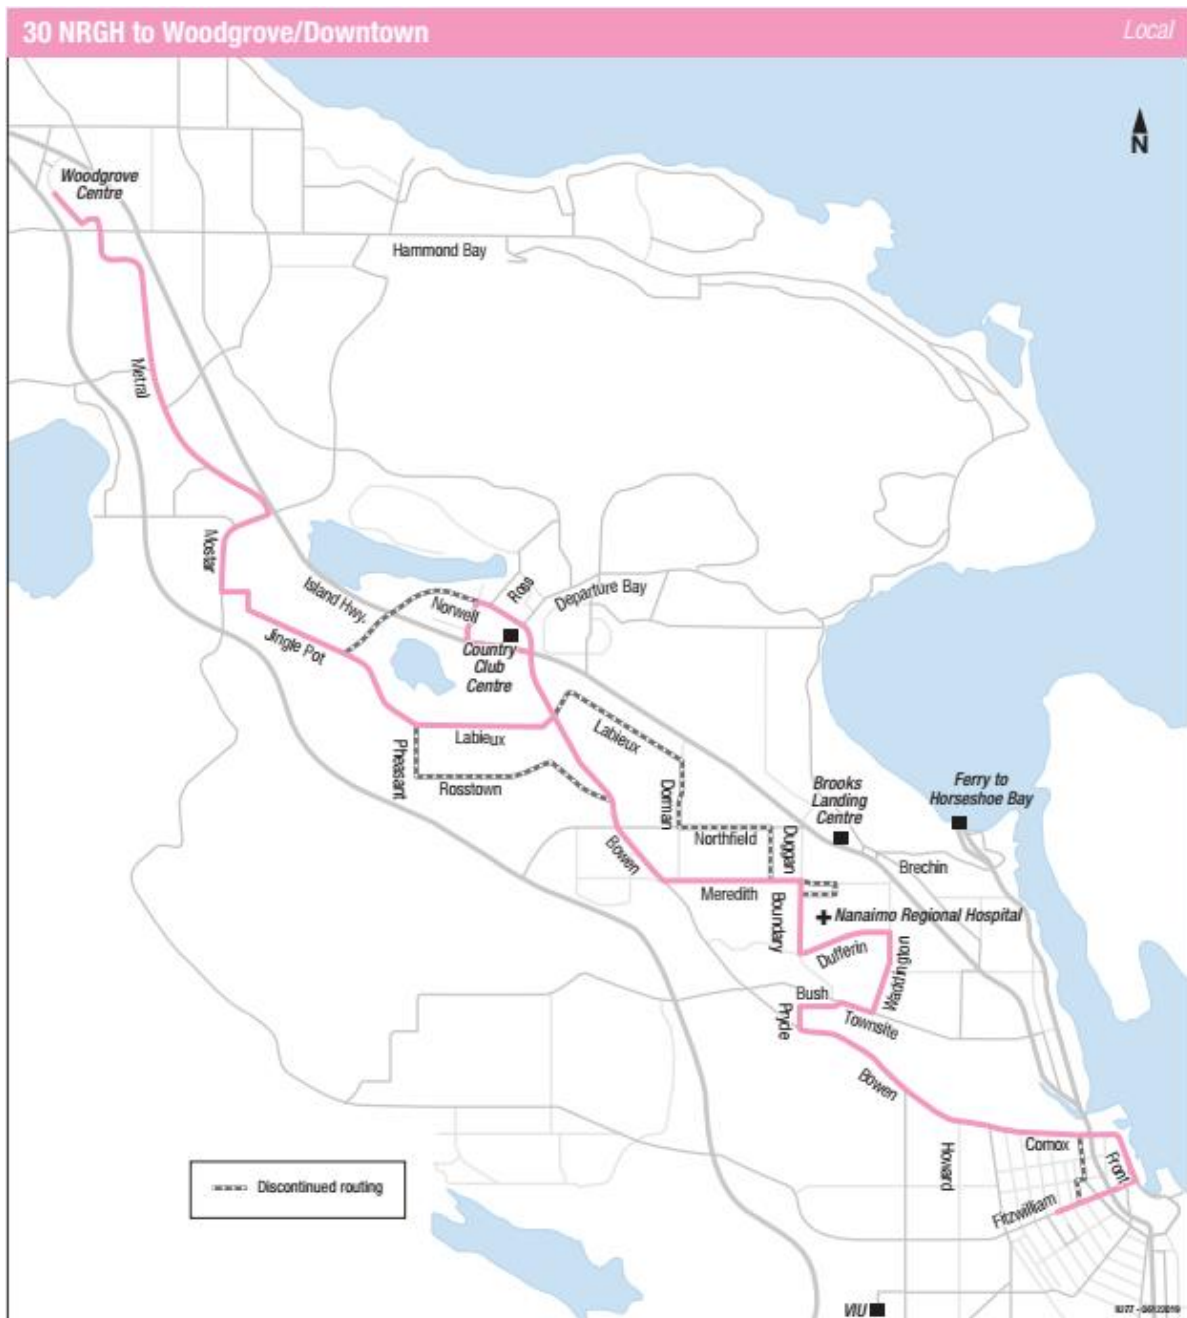 30 NRGH to Woodgrove/Downtown
Local
N
Woodgrove
Centre
Hammond Bay
Metral
Mostar
Island Hwy.
Norwell
Ross
Departure Bay
Jingle Pot
Country
Club
Centre
Labieux
Labieux
Pheasant
Rosstown
Dorman
Brooks
Landing
Centre
Ferry to
Horseshoe Bay
Northfield
Duggan
Bowen
Brechin
Meredith
Boundary
Nanaimo Regional Hospital
Dufferin
Waddington
Bush
Pryde
Townsite
Bowen
Comox
Howard
Front
Discontinued routing
Fitzwilliam
VIU